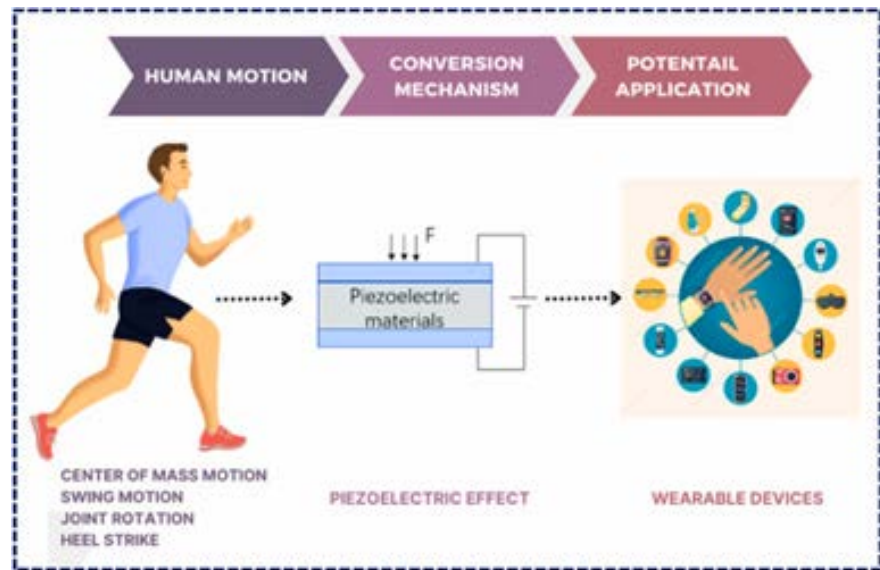 HUMAN MOTION
CONVERSION
MECHANISM
POTENTAIL
APPLICATION
F
Piezoelectric
materials
CENTER OF MASS MOTION
SWING MOTION
JOINT ROTATION
HEEL STRIKE
PIEZOELECTRIC EFFECT
WEARABLE DEVICES